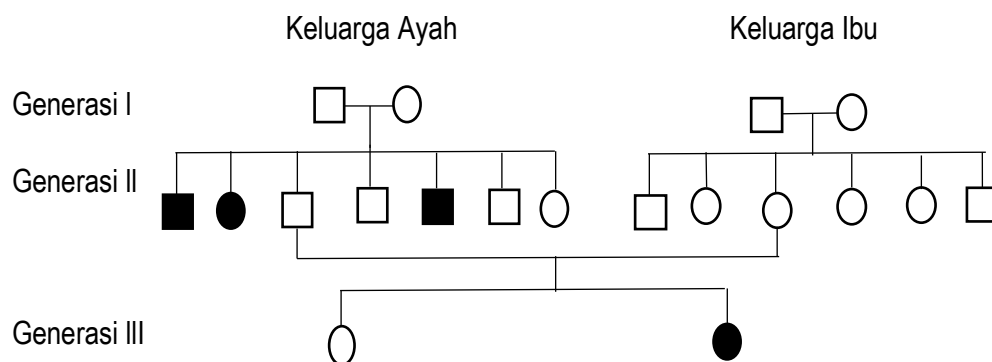 Keluarga Ayah
Keluarga Ibu
Generasi I
Generasi II
Generasi III